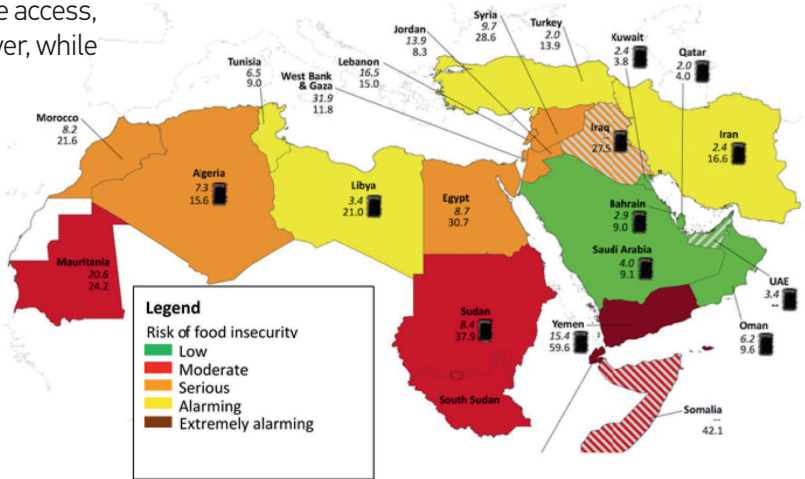 e access,
ver, while
Syria
9.7
28.6
Turkey
2.0
13.9
Jordan
13.9
8.3
Kuwait
2.4
3.8
Qatar
2.0
4.0
Lebanon
16.5
15.0
Tunisia
6.5
9.0
West Bank
& Gaza
31.9
11.8
Morocco
8.2
21.6
Iraq
27.5
Iran
2.4
16.6
Algeria
7.3
15.6
Libya
3.4
21.0
Egypt
8.7
30.7
Bahrain
2.9
9.0
Saudi Arabia
4.0
9.1
Mauritania
20.6
24.2
UAE
3.4
--
Sudan
8.4
37.9
Yemen
15.4
59.6
Oman
6.2
9.6
South Sudan
Somalia
--
42.1
Legend
Risk of food insecurity
Low
Moderate
Serious
Alarming
Extremely alarming